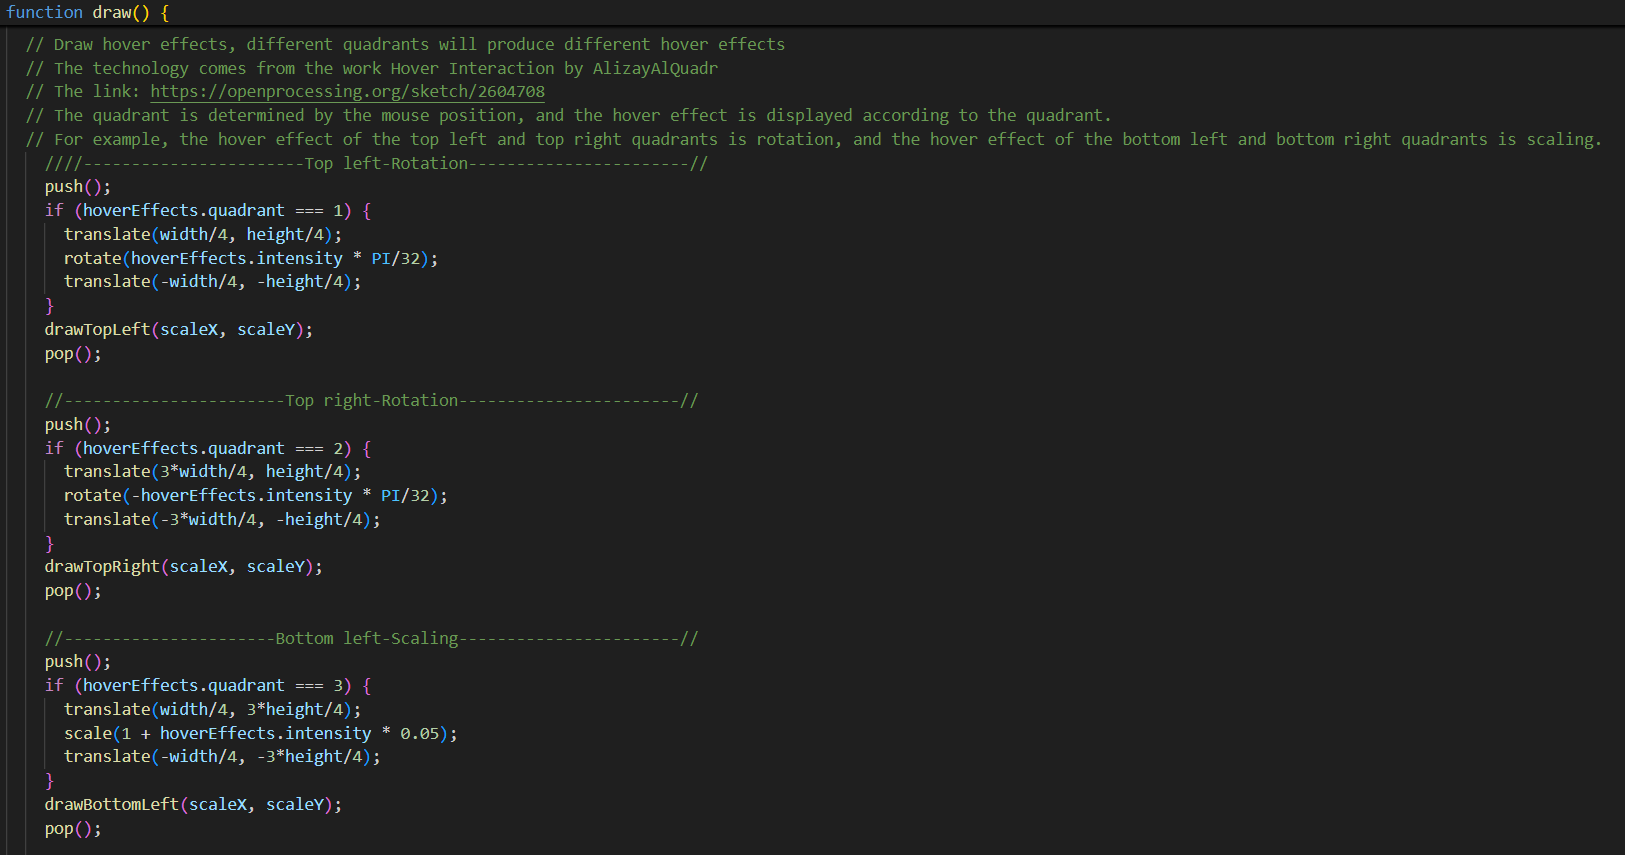 function draw() {
// Draw hover effects, different quadrants will produce different hover effects
// The technology comes from the work Hover Interaction by AlizayAlQuadr
// The link: https://openprocessing.org/sketch/2604708
// The quadrant is determined by the mouse position, and the hover effect is displayed according to the quadrant.
// For example, the hover effect of the top left and top right quadrants is rotation, and the hover effect of the bottom left and bottom right quadrants is scaling.
////-----------------------Top left-Rotation-----------------------//
push();
if (hoverEffects.quadrant === 1) {
translate(width/4, height/4);
rotate(hoverEffects.intensity * PI/32);
translate(-width/4, -height/4);
}
drawTopLeft(scaleX, scaleY);
pop();
//-----------------------Top right-Rotation-----------------------//
push();
if (hoverEffects.quadrant === 2) {
translate(3*width/4, height/4);
rotate(-hoverEffects.intensity * PI/32);
translate(-3*width/4, -height/4);
}
drawTopRight(scaleX, scaleY);
pop();
//----------------------Bottom left-Scaling-----------------------//
push();
if (hoverEffects.quadrant === 3) {
translate(width/4, 3*height/4);
scale(1 + hoverEffects.intensity * 0.05);
translate(-width/4, -3*height/4);
}
drawBottomLeft(scaleX, scaleY);
pop();